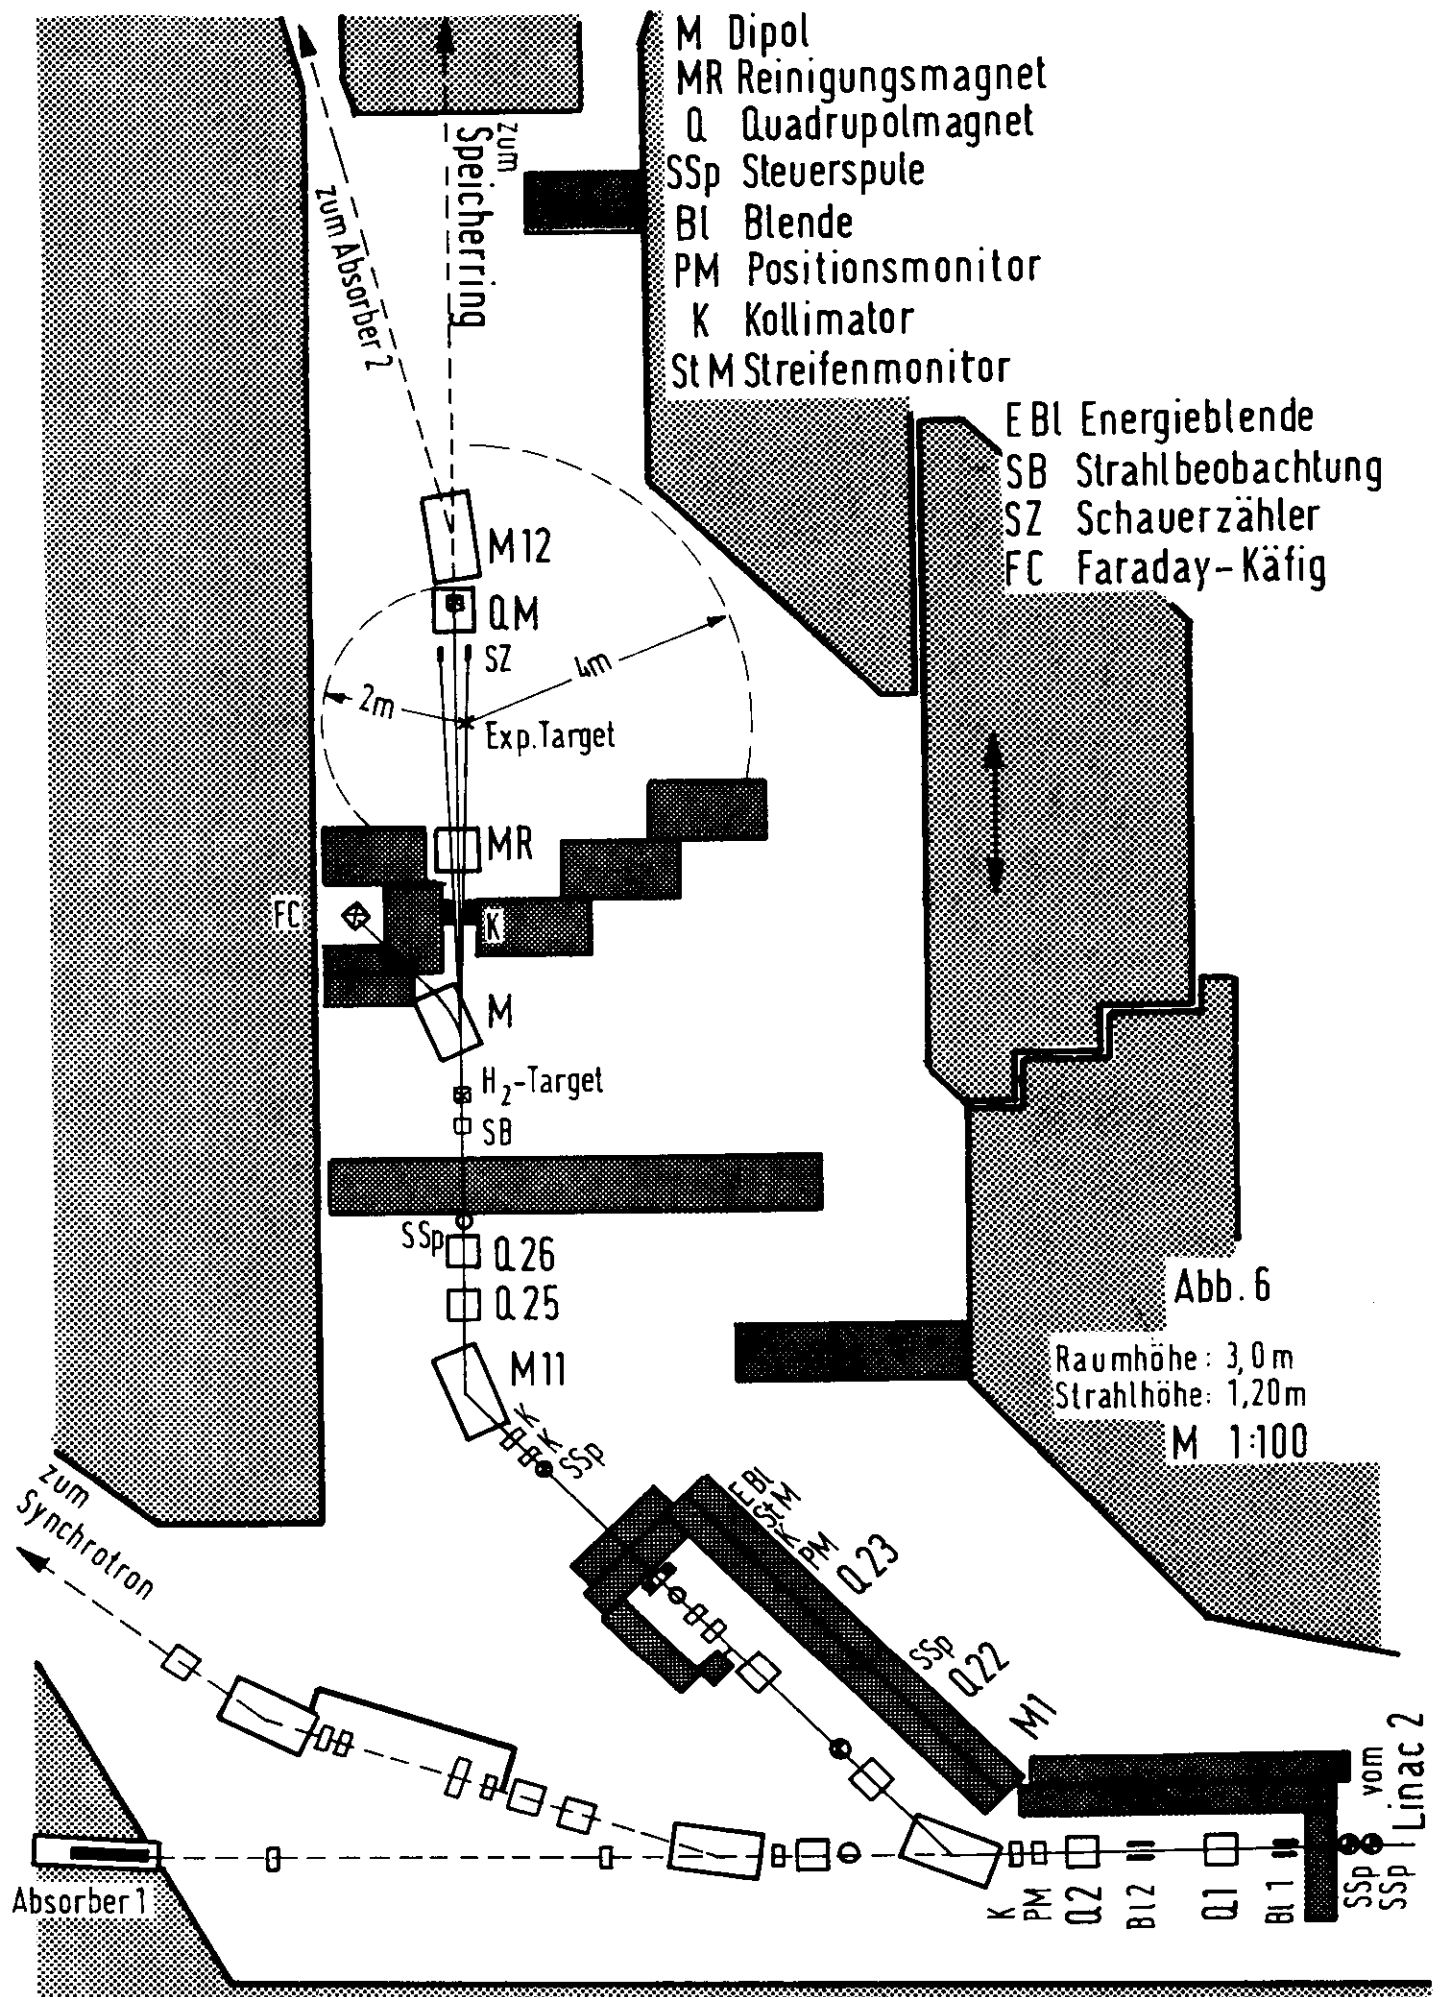 M Dipol
MR Reinigungsmagnet
Q Quadrupolmagnet
SSp Steuerspule
Bl Blende
PM Positionsmonitor
K Kollimator
StM Streifenmonitor
E Bl Energieblende
SB Strahlbeobachtung
SZ Schauerzähler
FC Faraday-Käfig
zum
Speicherring
zum Absorber 2
M12
QM
SZ
4m
2m
Exp. Target
MR
FC
K
M
H2-Target
SB
SSp
Q26
Q25
M11
K
K
SSp
Abb. 6
Raumhöhe: 3,0m
Strahlhöhe: 1,20m
M 1:100
zum
Synchrotron
EBl
StM
K
PM
Q23
SSp
Q22
M1
vom
Linac 2
Absorber 1
K
PM
Q2
Bl2
Q1
Bl1
SSp
SSp